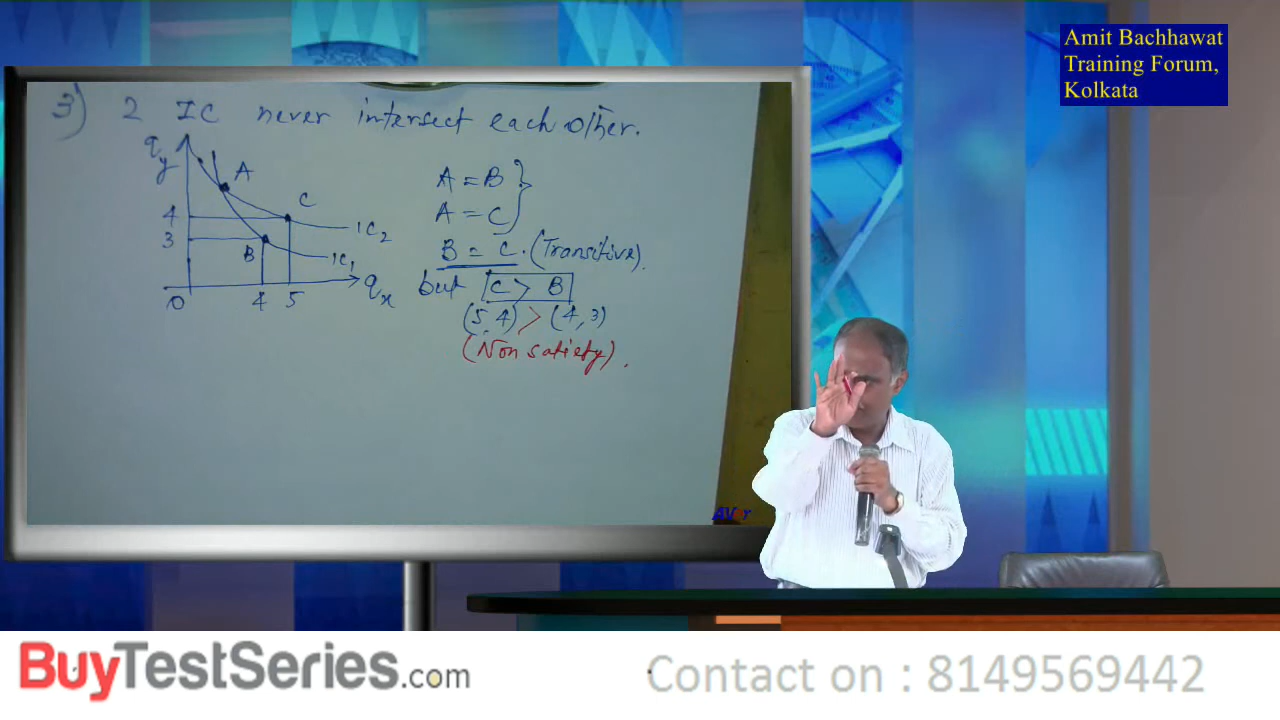 Amit Bachhawat
Training Forum,
Kolkata
3) 2 IC never intersect each other.
qy
A
C
4
3
B
IC2
IC1
0
4 5
qx
A = B }
A = C
B = C. (Transitive).
but C > B
(5, 4) > (4, 3)
(Non satiety).
BuyTestSeries.com
Contact on : 8149569442